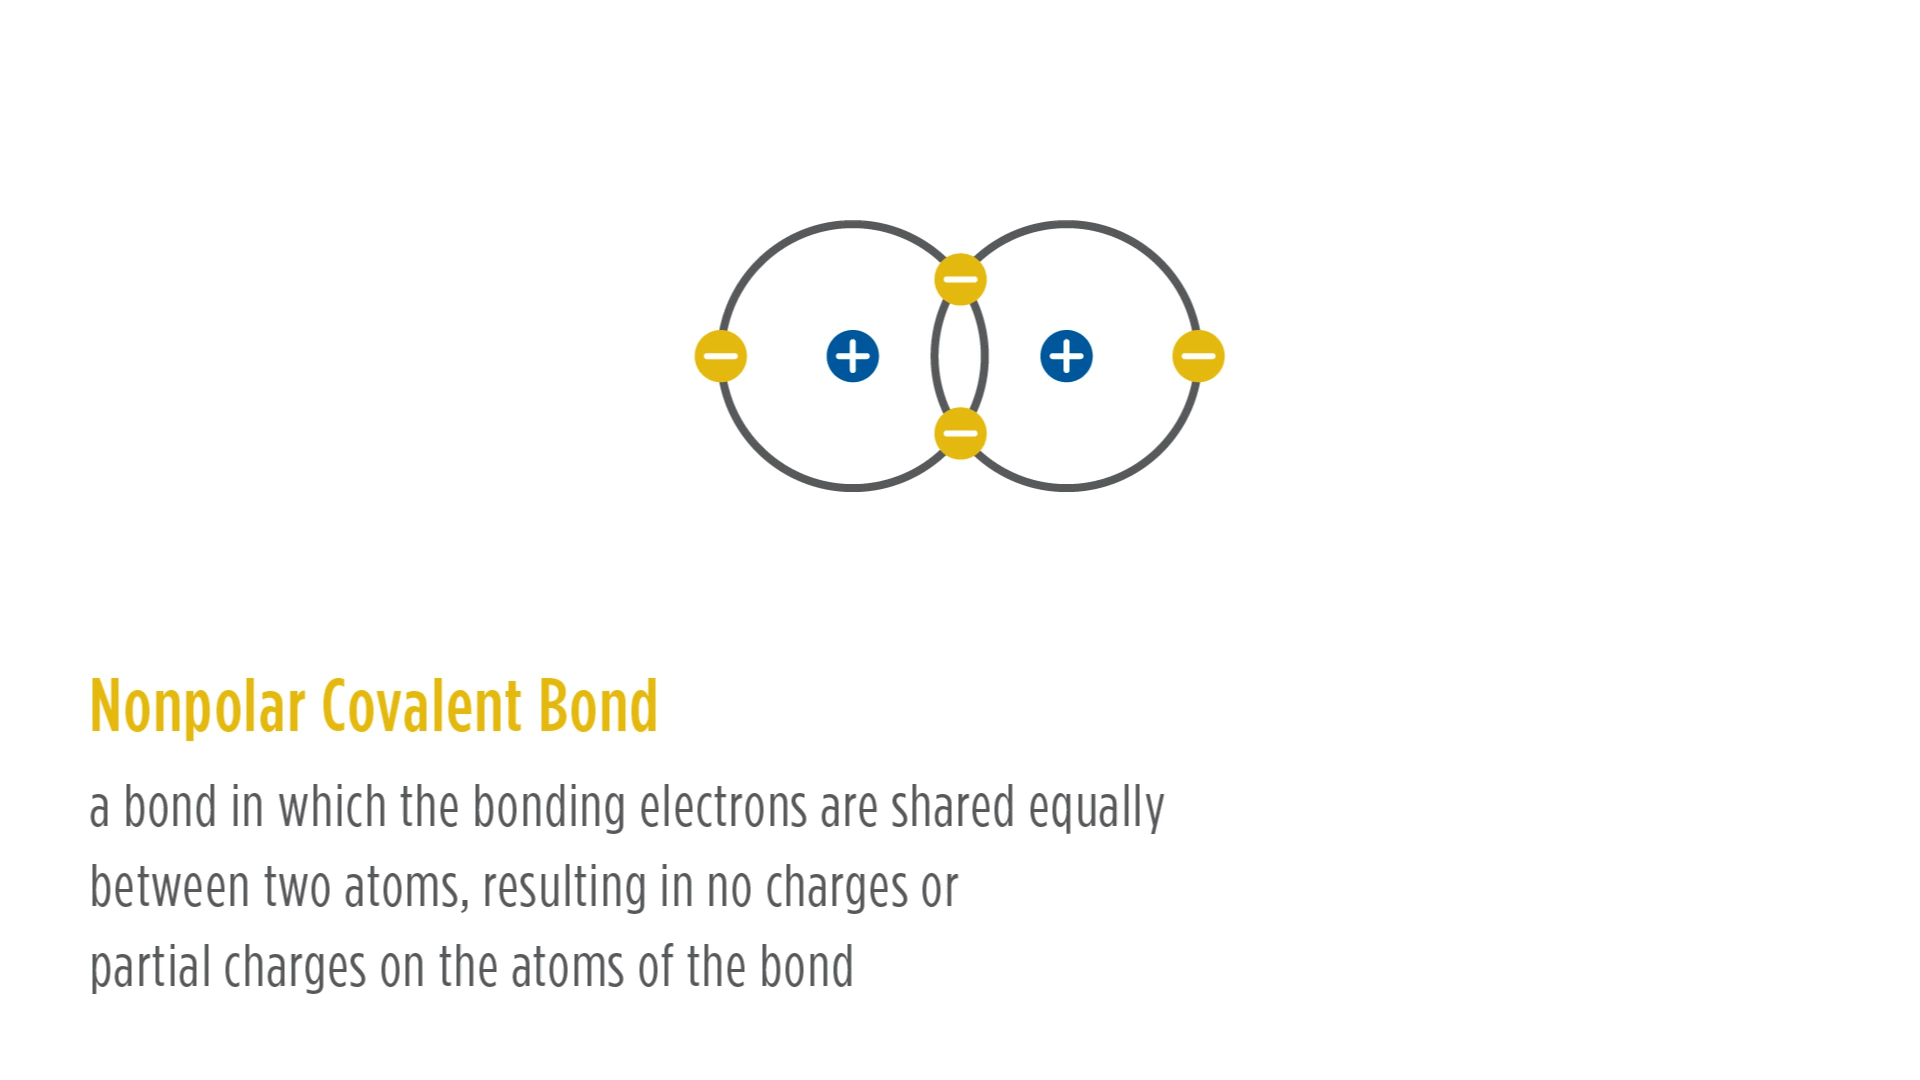 Nonpolar Covalent Bond
a bond in which the bonding electrons are shared equally
between two atoms, resulting in no charges or
partial charges on the atoms of the bond